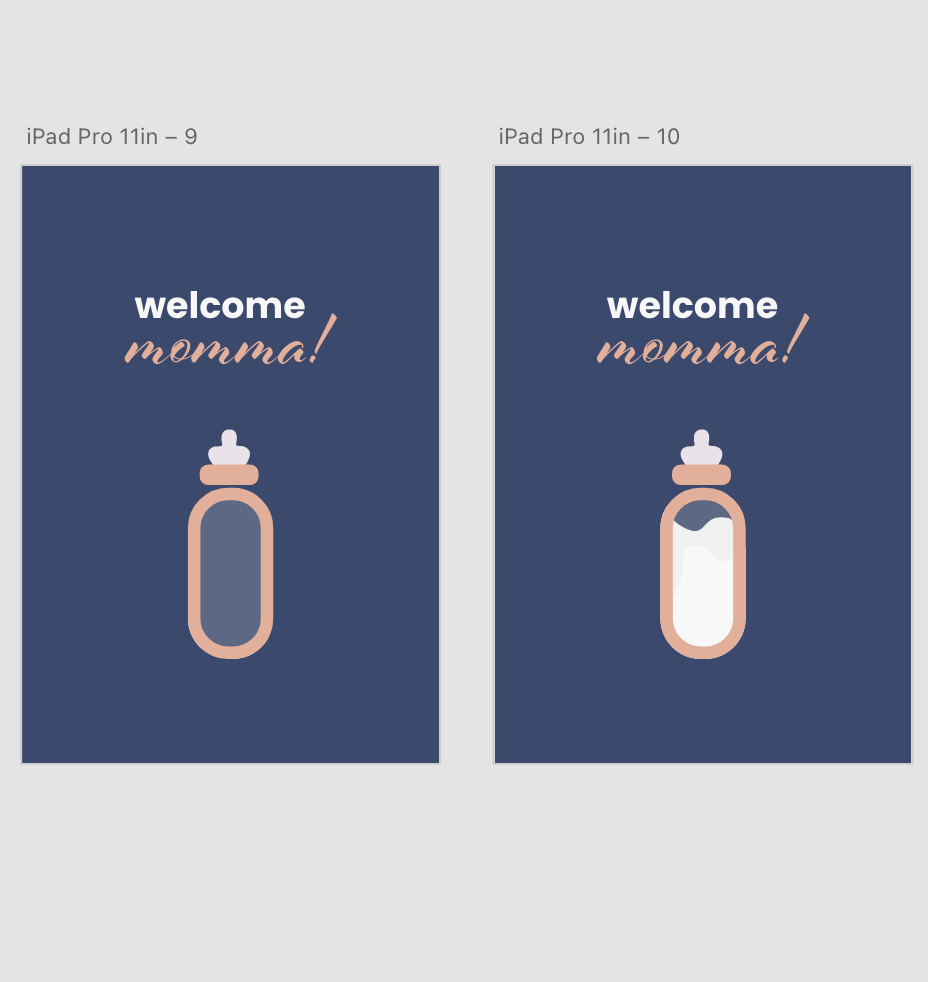 iPad Pro 11in – 9
welcome
momma!
iPad Pro 11in – 10
welcome
momma!